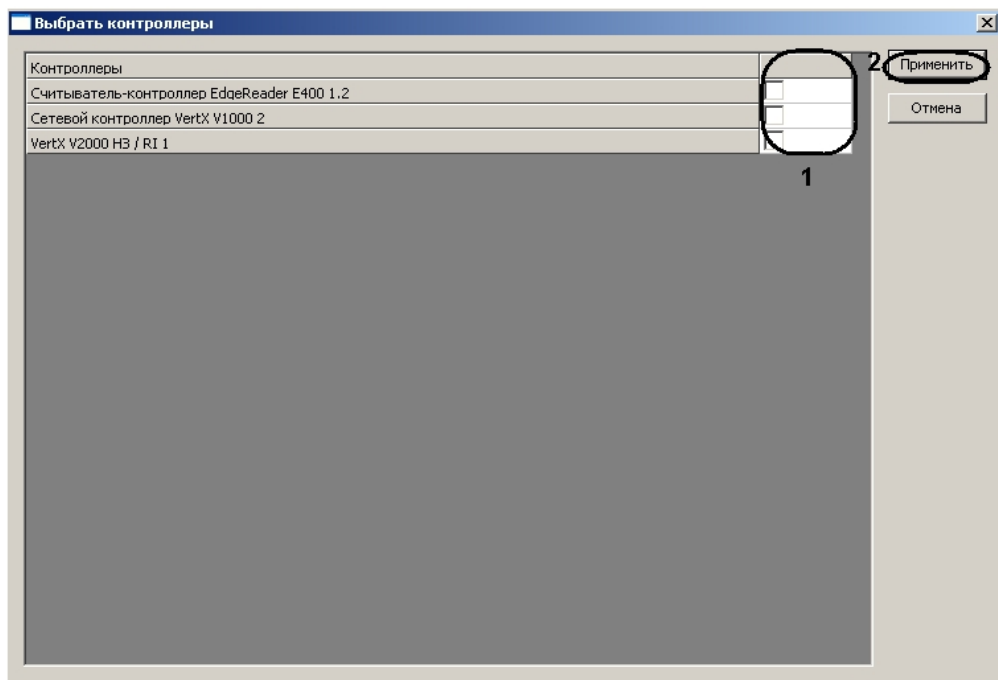 Выбрать контроллеры
Контроллеры
2
Применить
Считыватель-контроллер EdgeReader E400 1.2
Отмена
Сетевой контроллер VertX V1000 2
VertX V2000 НЗ / RI 1
1